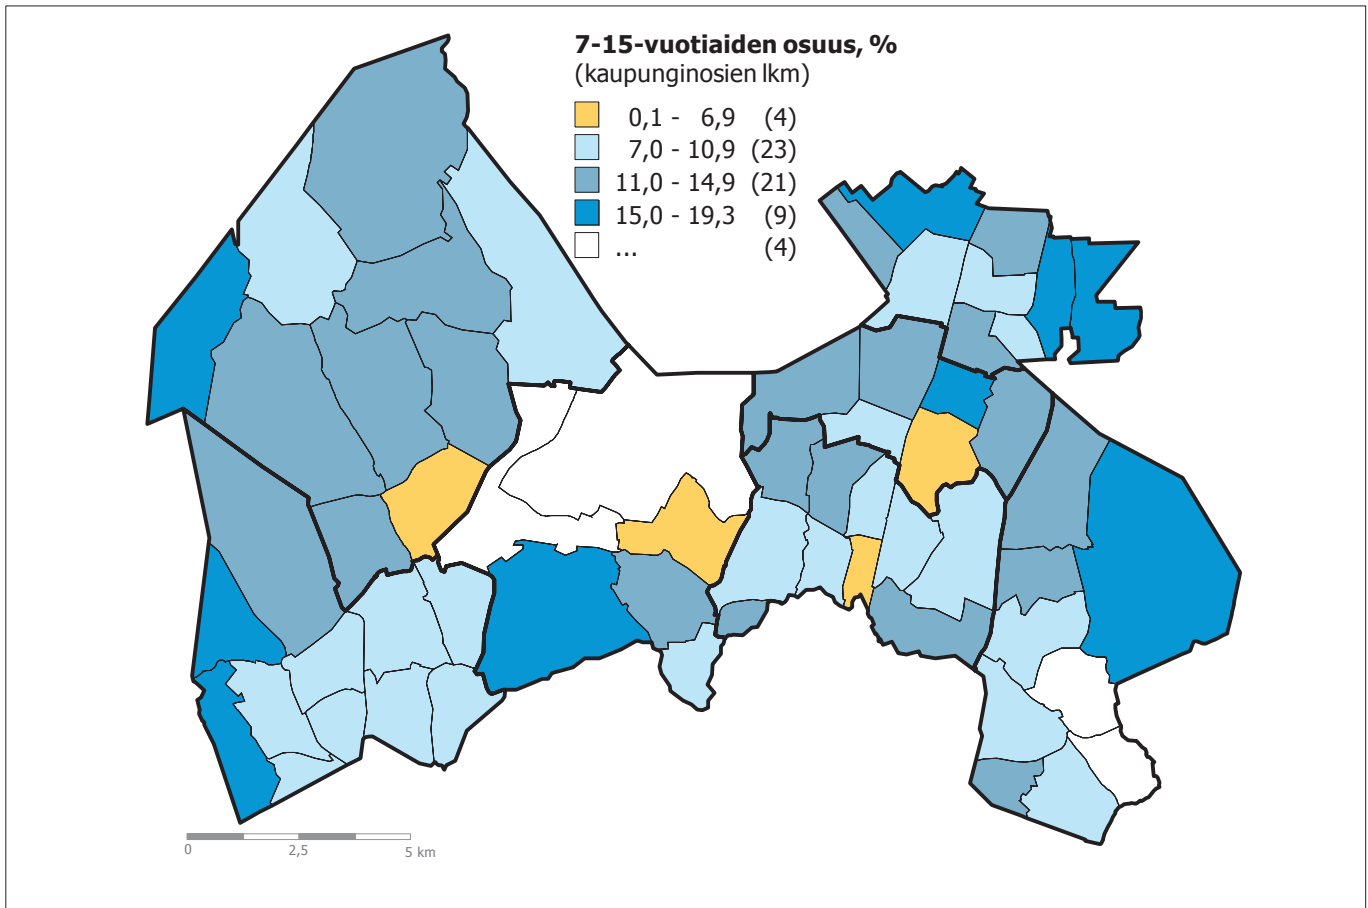 7-15-vuotiaiden osuus, %
(kaupunginosien lkm)
0,1 - 6,9 (4)
7,0 - 10,9 (23)
11,0 - 14,9 (21)
15,0 - 19,3 (9)
... (4)
0 2,5 5 km